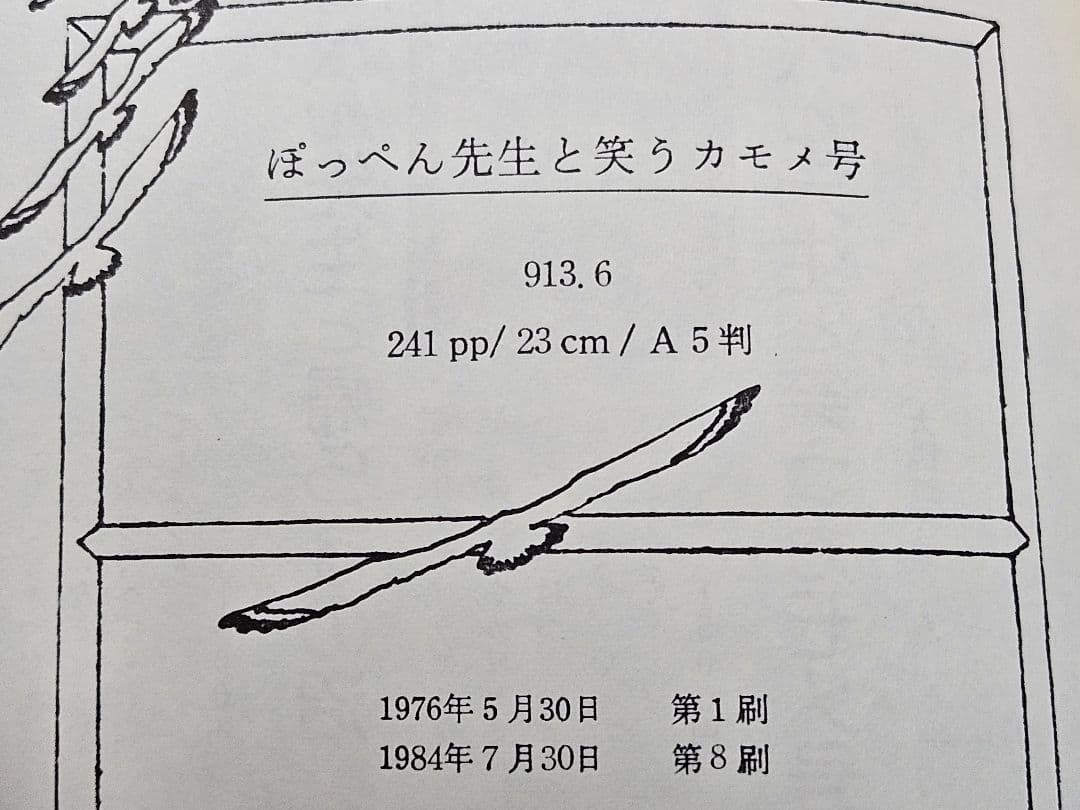 ぽっぺん先生と笑うカモメ号
913.6
241 pp/ 23 cm / A 5 判
1976年 5 月30日 第 1 刷
1984年 7 月30日 第 8 刷